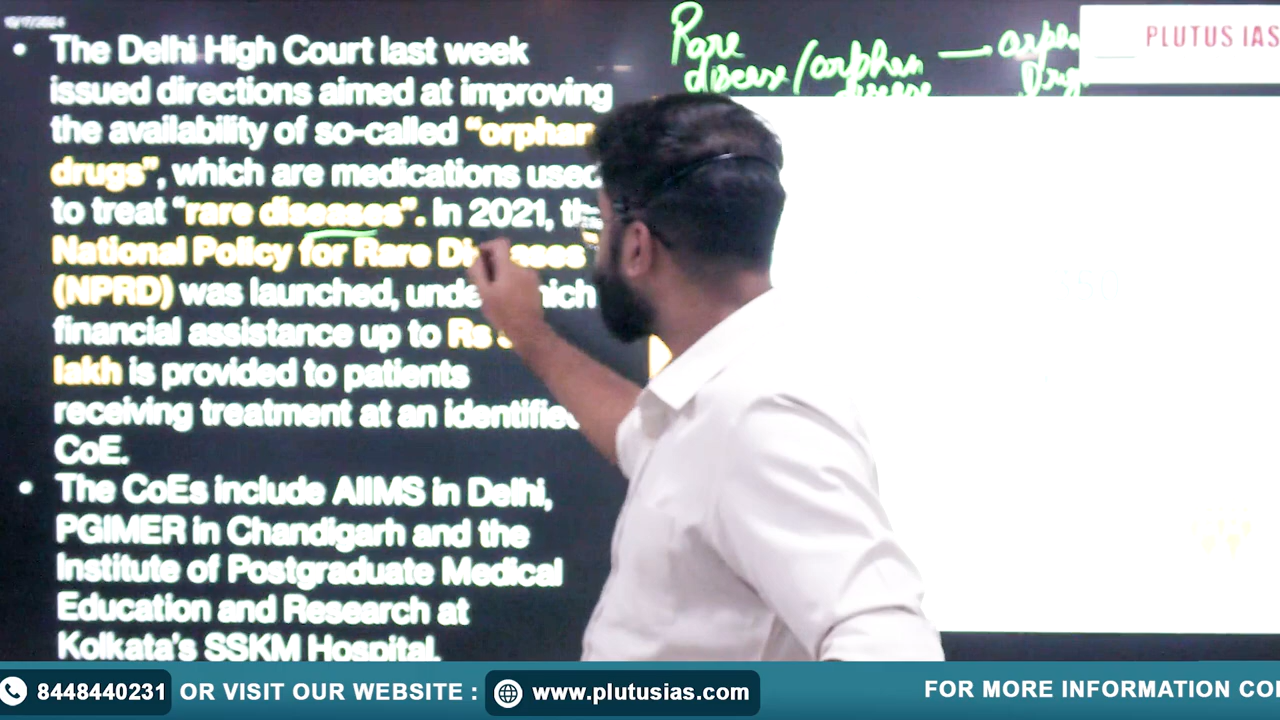 10/17/2024
• The Delhi High Court last week
issued directions aimed at improving
the availability of so-called "orphan
drugs", which are medications used
to treat "rare diseases". In 2021,
National Policy for Rare
(NPRD) was launched,
financial assistance up to Rs
lakh is provided to patients
receiving treatment at an identified
CoE.
• The CoEs include AIIMS in Delhi,
PGIMER in Chandigarh and the
Institute of Postgraduate Medical
Education and Research at
Kolkata's SSKM Hospital.
Rare
disease/orphan —
disease
PLUTUS IAS
8448440231 OR VISIT OUR WEBSITE : www.plutusias.com
FOR MORE INFORMATION